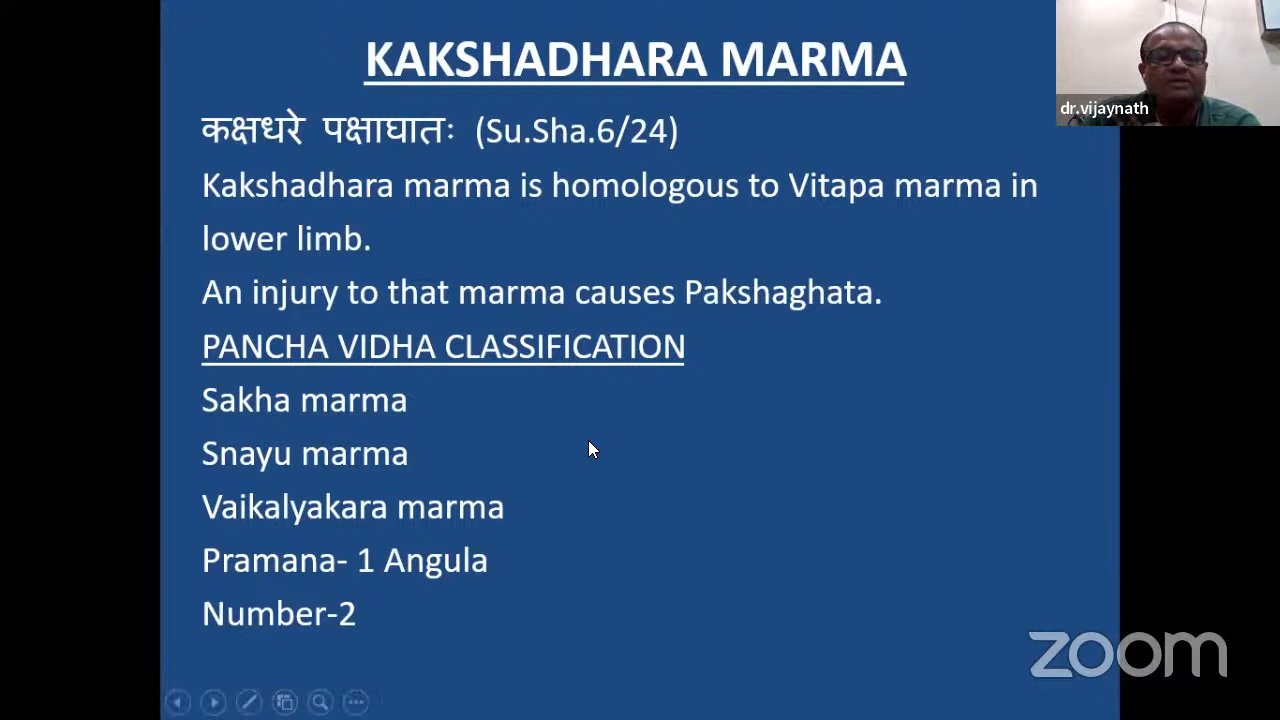 KAKSHADHARA MARMA
dr.vijaynath
कक्षधरे पक्षाघातः (Su.Sha.6/24)
Kakshadhara marma is homologous to Vitapa marma in
lower limb.
An injury to that marma causes Pakshaghata.
PANCHA VIDHA CLASSIFICATION
Sakha marma
Snayu marma
Vaikalyakara marma
Pramana- 1 Angula
Number-2
zoom